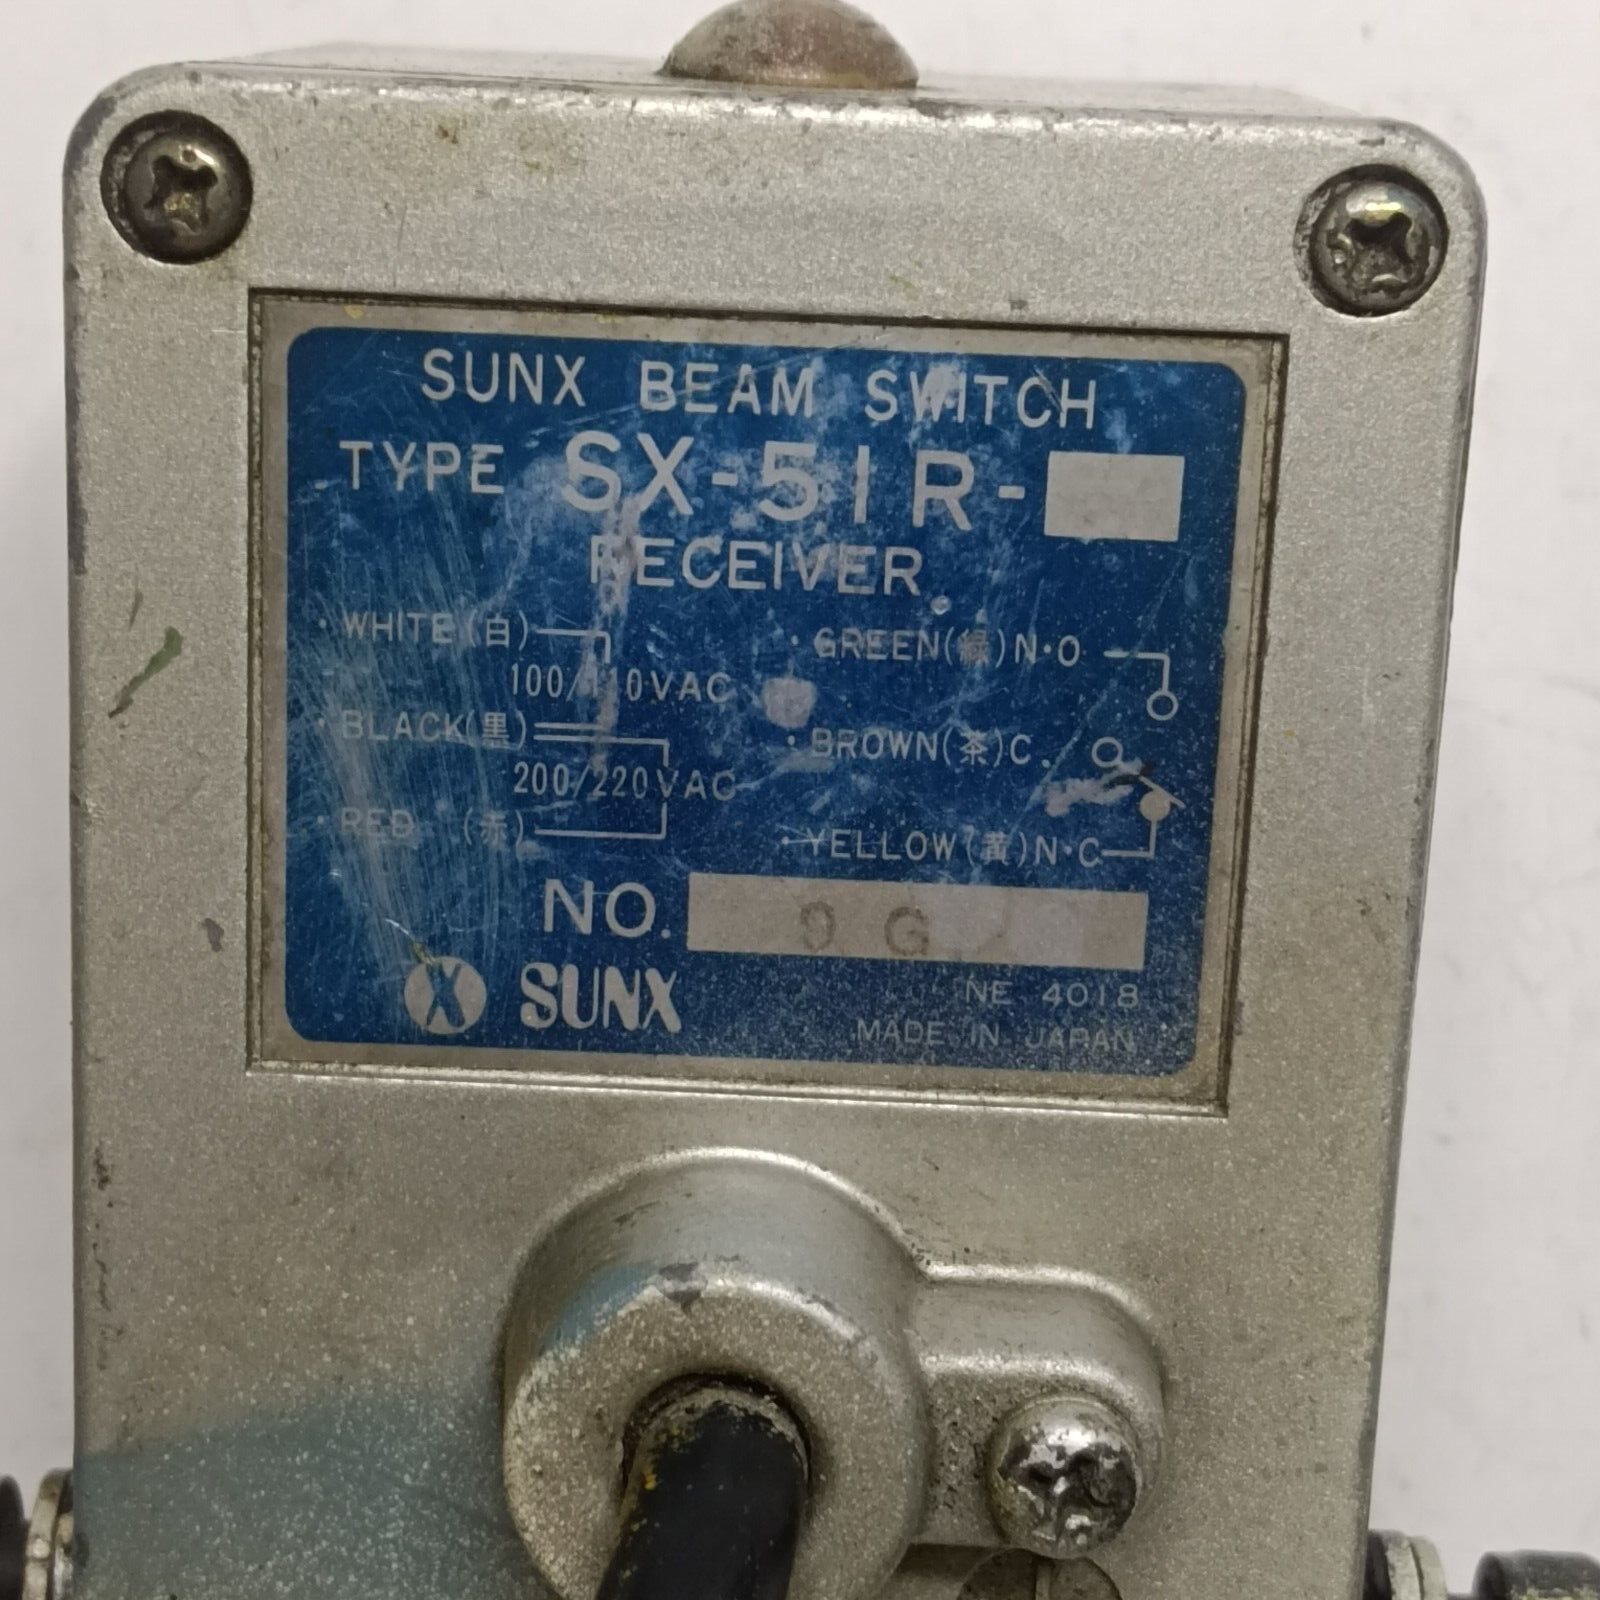 SUNX BEAM SWITCH
TYPE SX-51R-
RECEIVER
・WHITE(白)
100/110VAC
・BLACK(黒)
200/220VAC
・RED (赤)
・GREEN(緑)N・O
・BROWN(茶)C.
・YELLOW(黄)N・C
NO. 9 G
X SUNX
NE 4018
MADE IN JAPAN